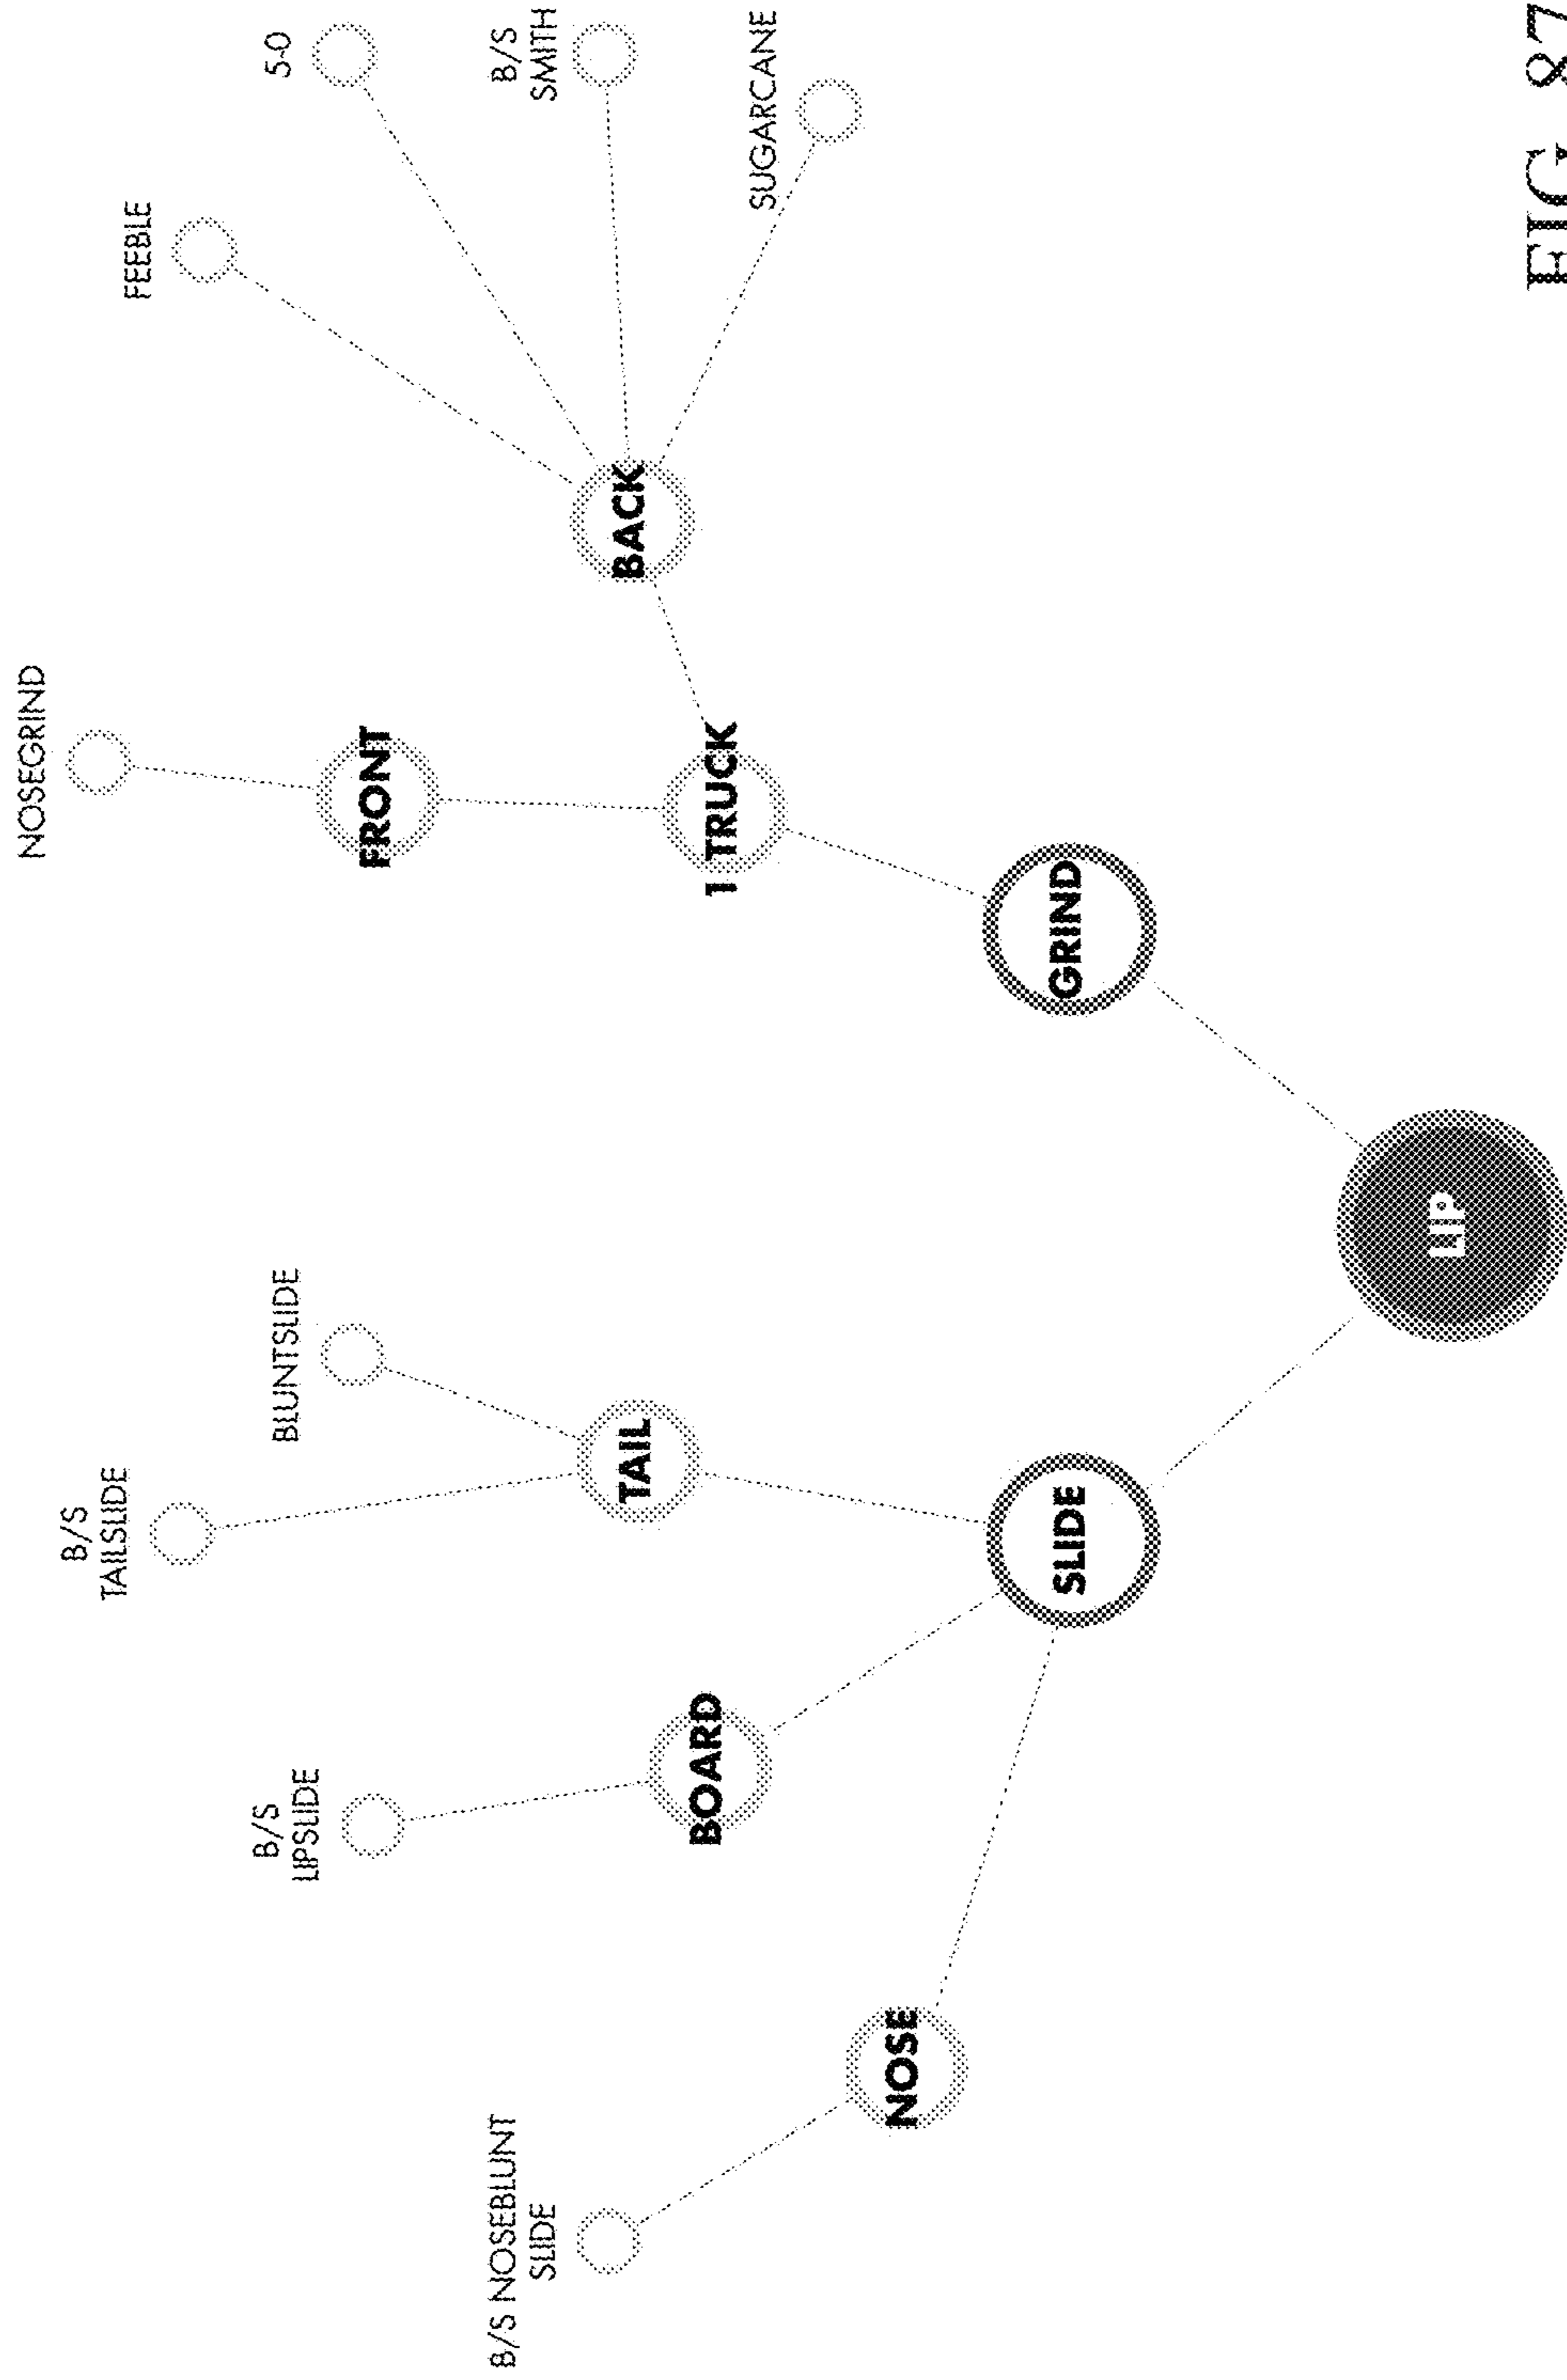 B/S NOSEBLUNT
SLIDE
NOSE
B/S
LIPSLIDE
BOARD
B/S
TAILSLIDE
BLUNTSLIDE
TAIL
SLIDE
LIP
GRIND
1 TRUCK
FRONT
NOSEGRIND
BACK
FEEBLE
5-0
B/S
SMITH
SUGARCANE
FIG. 87